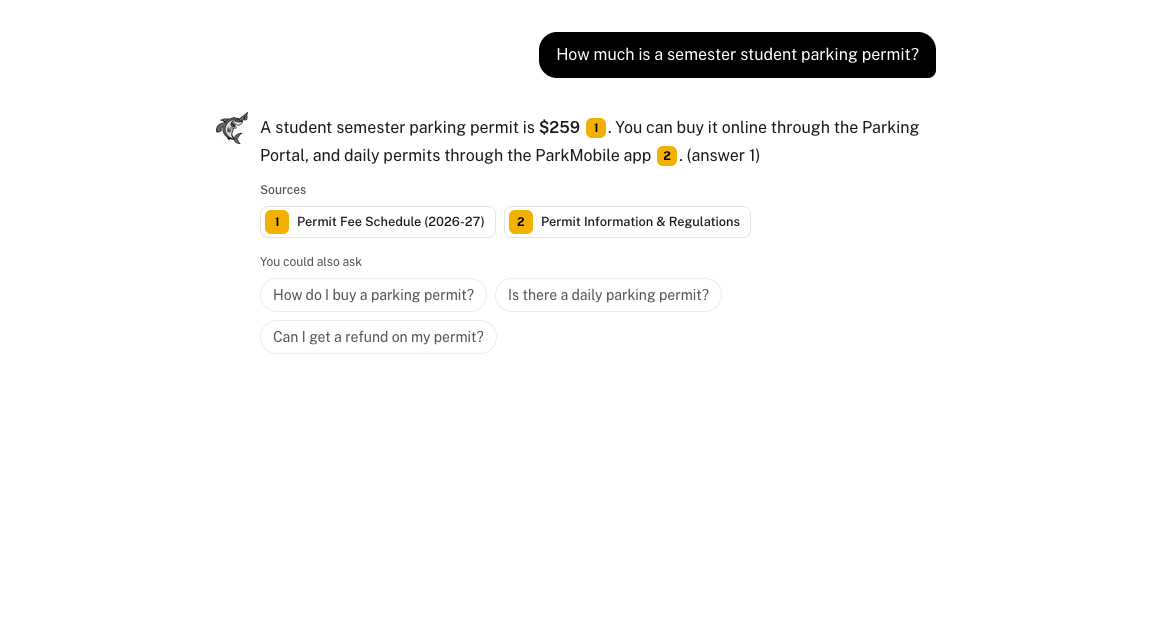 How much is a semester student parking permit?
A student semester parking permit is $259 1. You can buy it online through the Parking
Portal, and daily permits through the ParkMobile app 2. (answer 1)
Sources
1 Permit Fee Schedule (2026-27) 2 Permit Information & Regulations
You could also ask
How do I buy a parking permit? Is there a daily parking permit?
Can I get a refund on my permit?